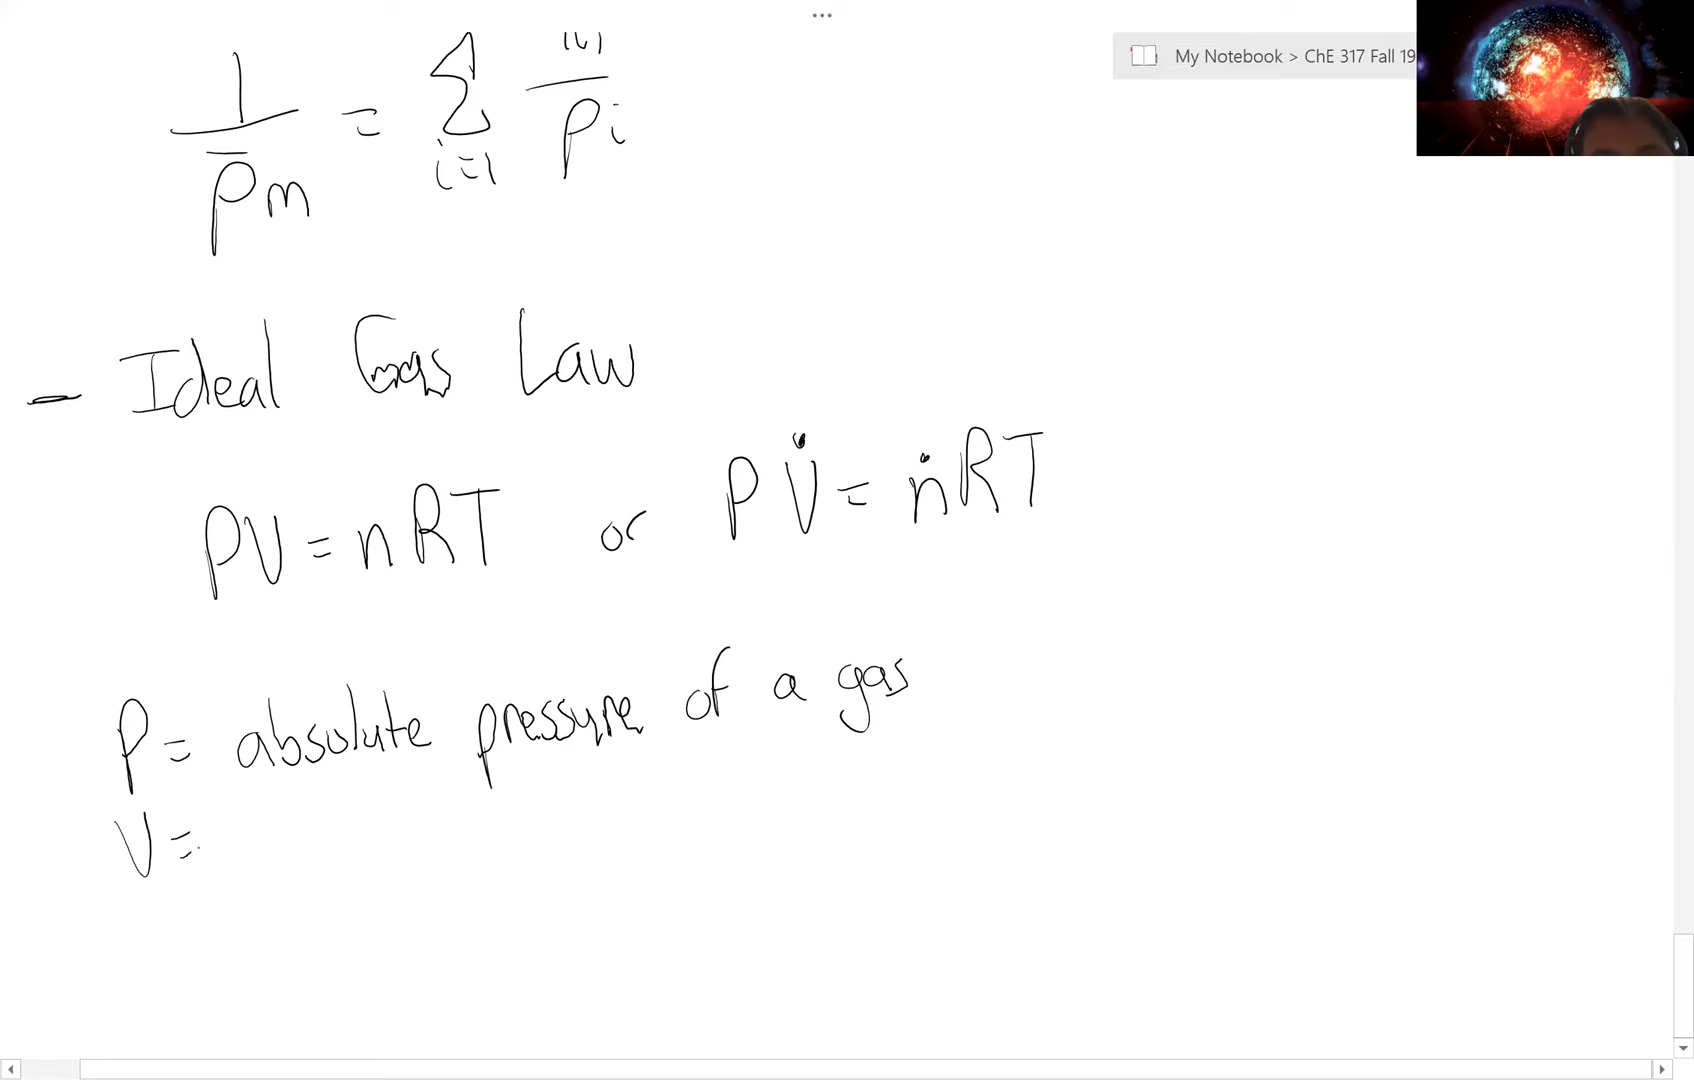 My Notebook > ChE 317 Fall 19
1 / ρ̄m = Σ i=1 / ρi
- Ideal Gas Law
PV = nRT or PV̇ = ṅRT
P = absolute pressure of a gas
V =